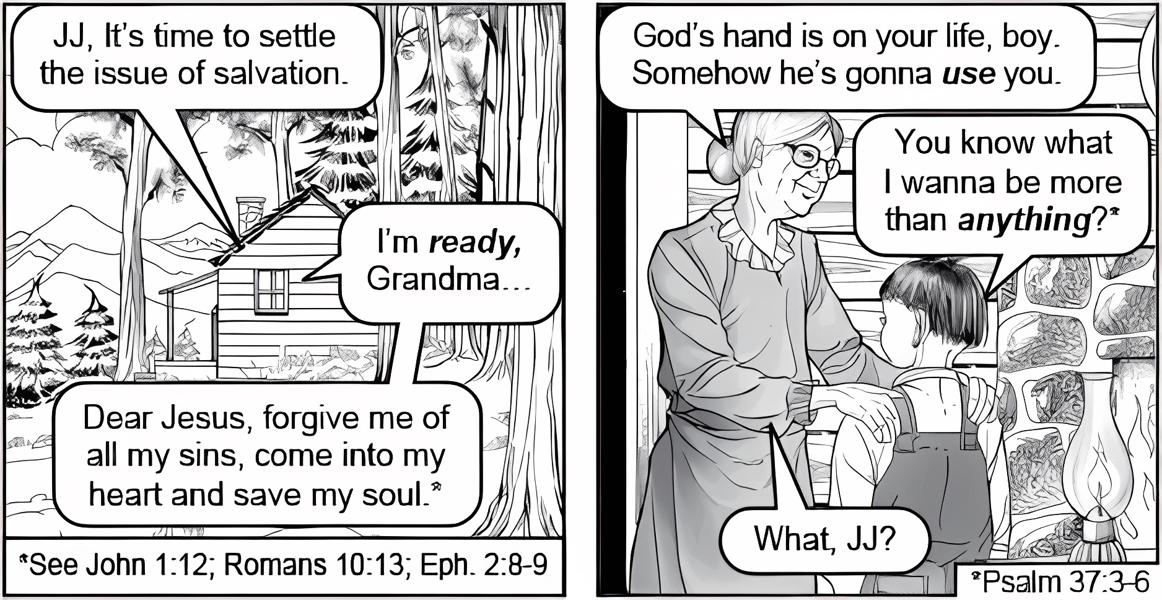 JJ, It's time to settle
the issue of salvation.
I'm ready,
Grandma...
Dear Jesus, forgive me of
all my sins, come into my
heart and save my soul.*
*See John 1:12; Romans 10:13; Eph. 2:8-9
God's hand is on your life, boy.
Somehow he's gonna use you.
You know what
I wanna be more
than anything?*
What, JJ?
*Psalm 37:3-6